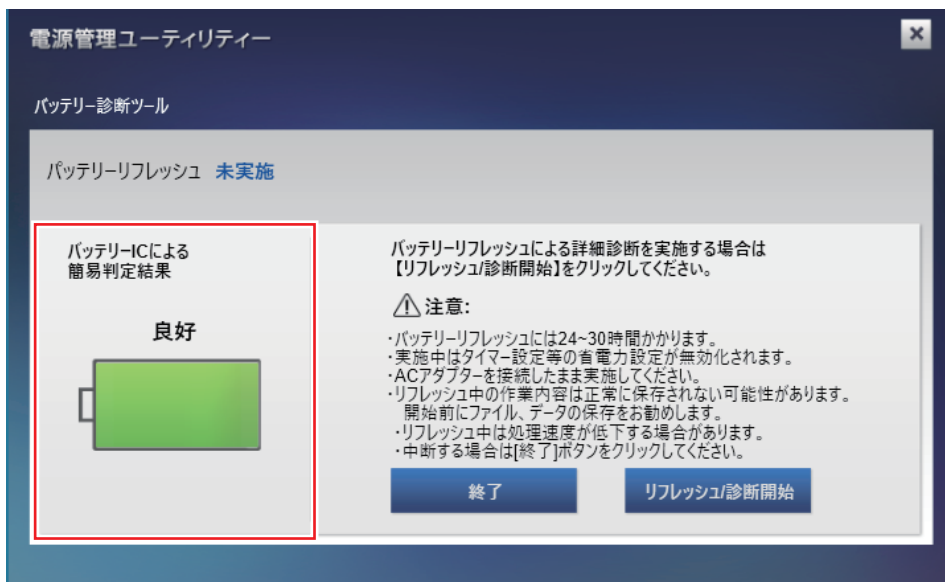 電源管理ユーティリティー
バッテリー診断ツール
バッテリーリフレッシュ 未実施
バッテリーICによる
簡易判定結果
良好
バッテリーリフレッシュによる詳細診断を実施する場合は
【リフレッシュ/診断開始】をクリックしてください。
注意:
・バッテリーリフレッシュには24~30時間かかります。
・実施中はタイマー設定等の省電力設定が無効化されます。
・ACアダプターを接続したまま実施してください。
・リフレッシュ中の作業内容は正常に保存されない可能性があります。
開始前にファイル、データの保存をお勧めします。
・リフレッシュ中は処理速度が低下する場合があります。
・中断する場合は[終了]ボタンをクリックしてください。
終了
リフレッシュ/診断開始